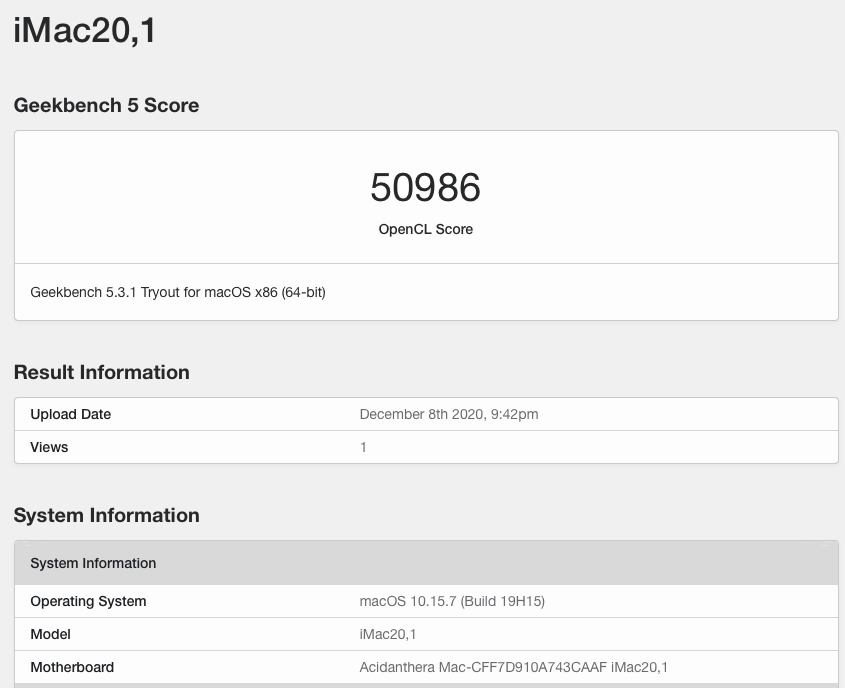 iMac20,1
Geekbench 5 Score
50986
OpenCL Score
Geekbench 5.3.1 Tryout for macOS x86 (64-bit)
Result Information
Upload Date December 8th 2020, 9:42pm
Views 1
System Information
System Information
Operating System macOS 10.15.7 (Build 19H15)
Model iMac20,1
Motherboard Acidanthera Mac-CFF7D910A743CAAF iMac20,1